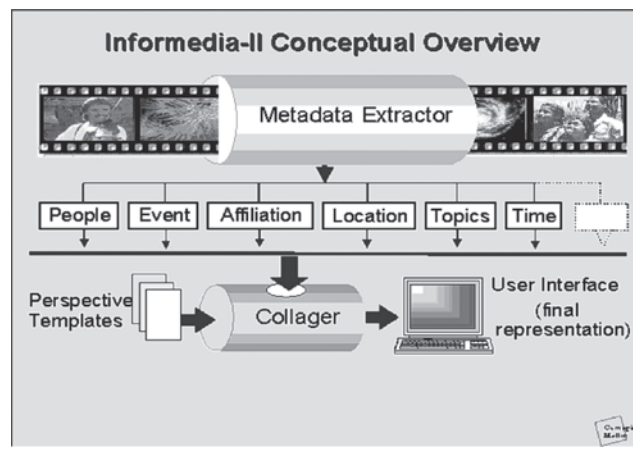 Informedia-II Conceptual Overview
Metadata Extractor
People Event Affiliation Location Topics Time
Perspective
Templates
Collager
User Interface
(final
representation)